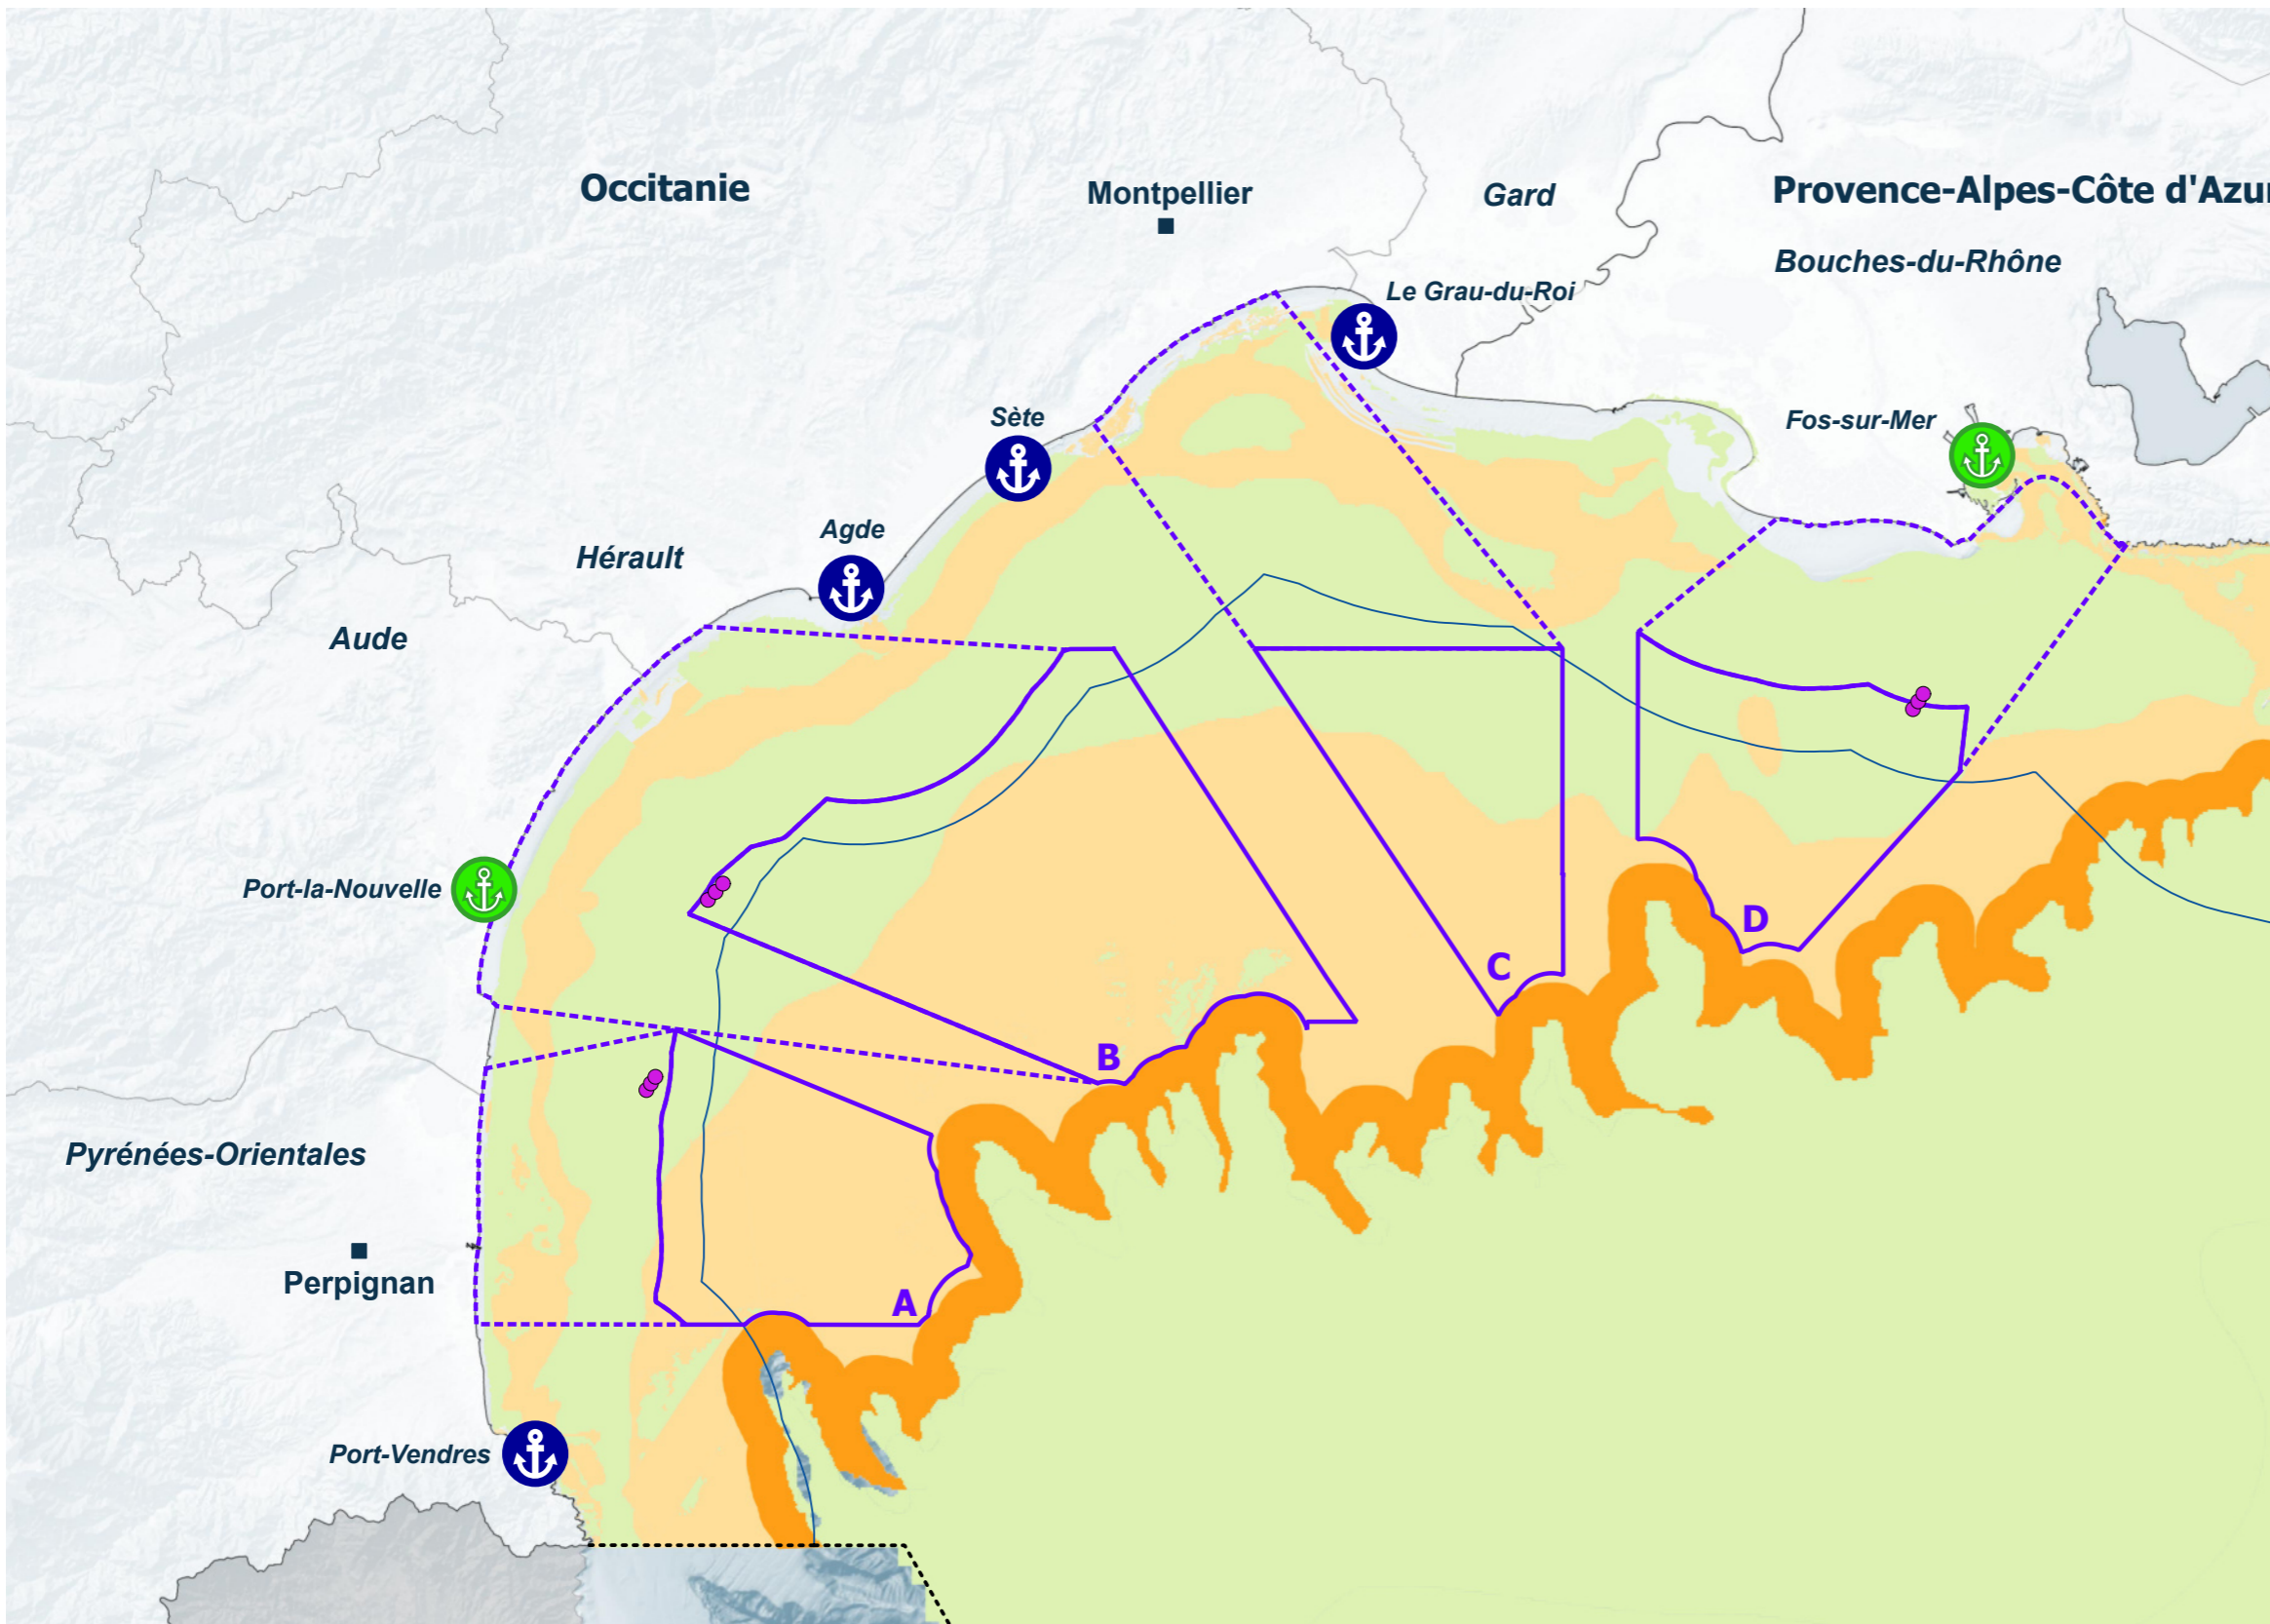 Occitanie
Montpellier
Gard
Provence-Alpes-Côte d'Azur
Bouches-du-Rhône
Le Grau-du-Roi
Sète
Fos-sur-Mer
Agde
Hérault
Aude
Port-la-Nouvelle
D
C
B
Pyrénées-Orientales
Perpignan
A
Port-Vendres